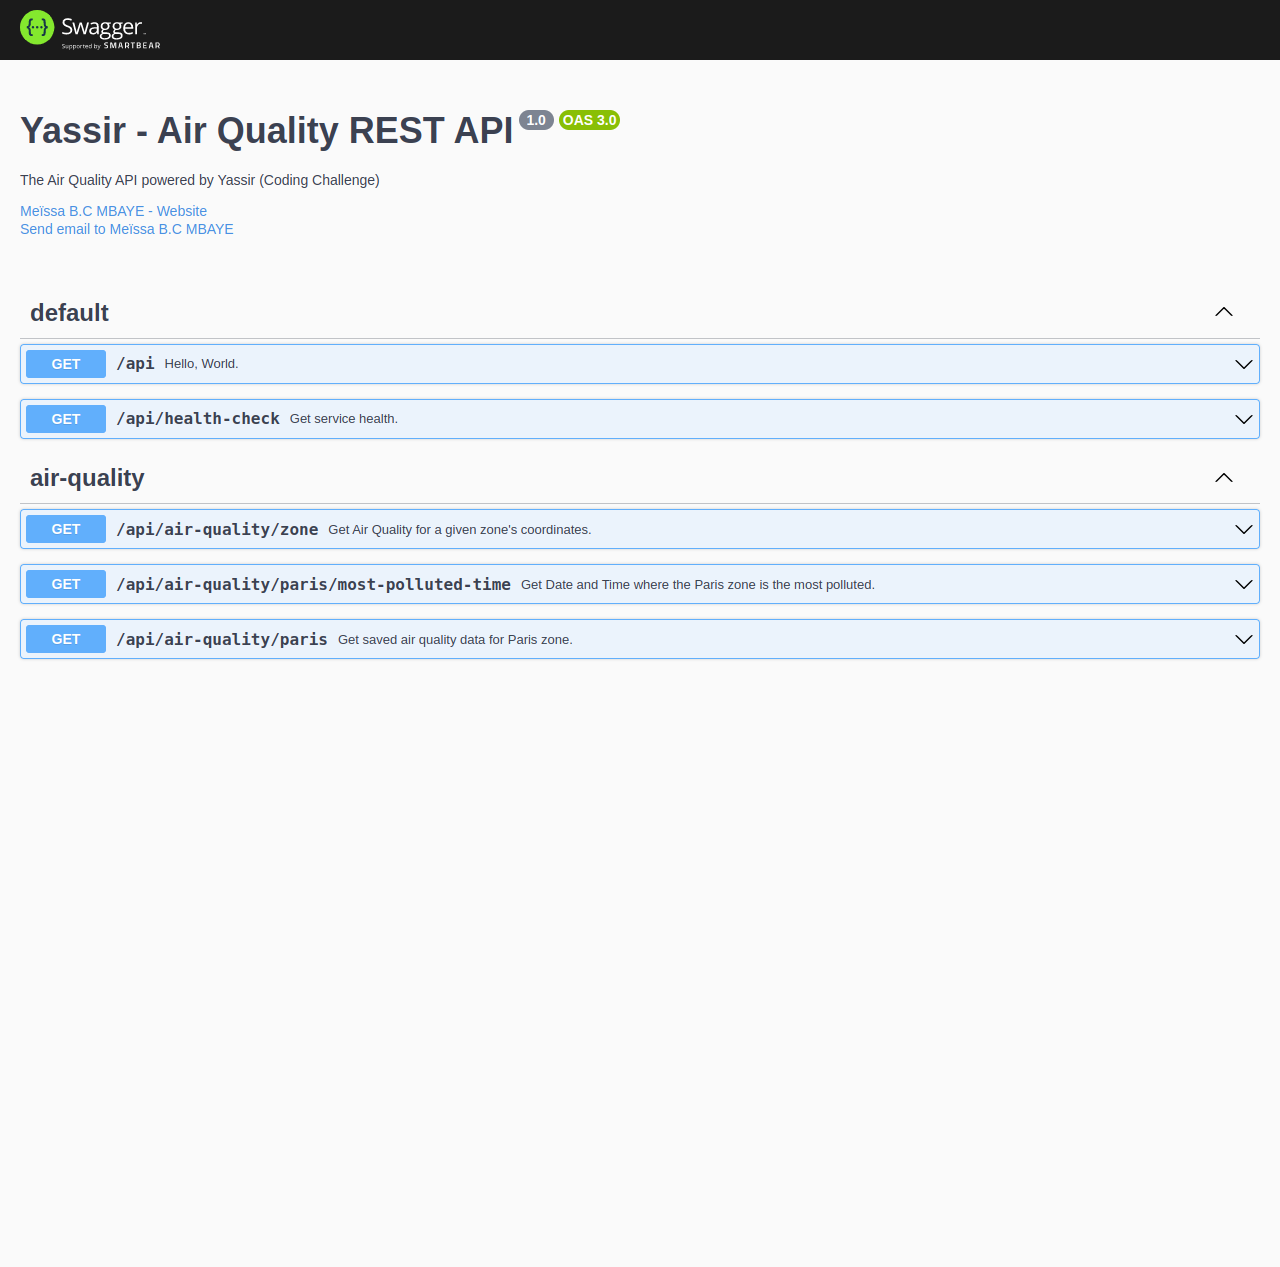 {···} Swagger™
Supported by SMARTBEAR
Yassir - Air Quality REST API 1.0 OAS 3.0
The Air Quality API powered by Yassir (Coding Challenge)
Meïssa B.C MBAYE - Website
Send email to Meïssa B.C MBAYE
default
GET /api Hello, World.
GET /api/health-check Get service health.
air-quality
GET /api/air-quality/zone Get Air Quality for a given zone's coordinates.
GET /api/air-quality/paris/most-polluted-time Get Date and Time where the Paris zone is the most polluted.
GET /api/air-quality/paris Get saved air quality data for Paris zone.